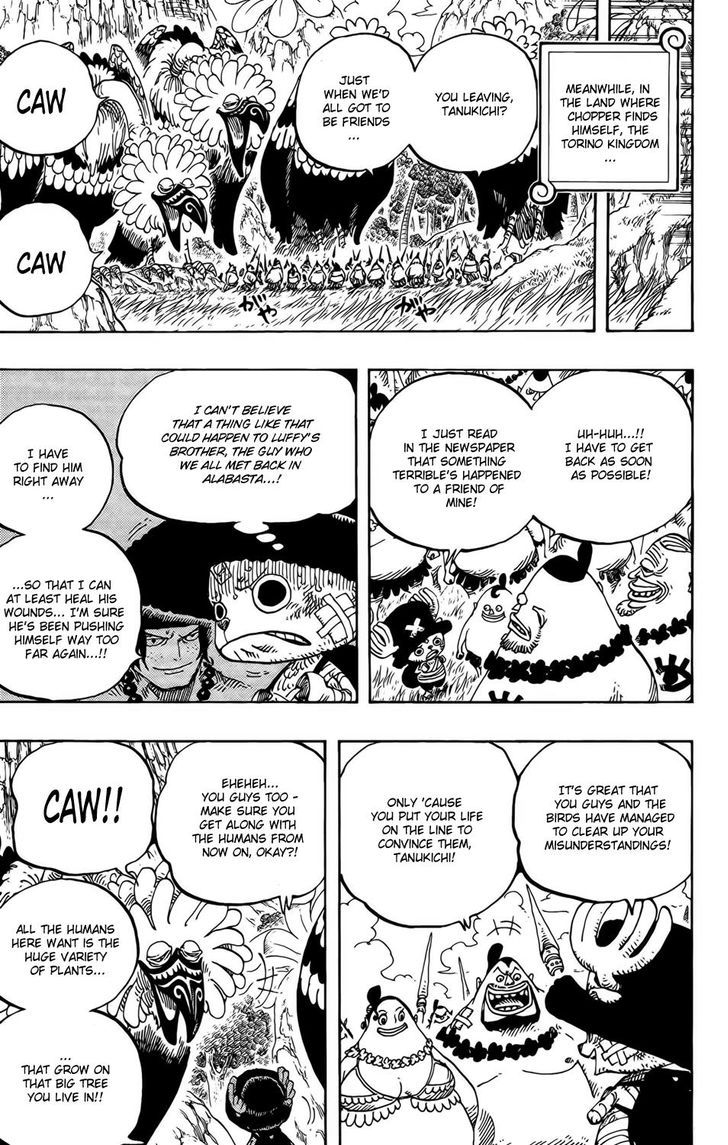 MEANWHILE, IN
THE LAND WHERE
CHOPPER FINDS
HIMSELF, THE
TORINO KINGDOM
...
YOU LEAVING,
TANUKICHI?
JUST
WHEN WE'D
ALL GOT TO
BE FRIENDS
...
CAW
CAW
がやがや
UH-HUH...!!
I HAVE TO GET
BACK AS SOON
AS POSSIBLE!
I JUST READ
IN THE NEWSPAPER
THAT SOMETHING
TERRIBLE'S HAPPENED
TO A FRIEND OF
MINE!
I CAN'T BELIEVE
THAT A THING LIKE THAT
COULD HAPPEN TO LUFFY'S
BROTHER, THE GUY WHO
WE ALL MET BACK IN
ALABASTA...!
I HAVE
TO FIND HIM
RIGHT AWAY
...
...SO THAT I CAN
AT LEAST HEAL HIS
WOUNDS... I'M SURE
HE'S BEEN PUSHING
HIMSELF WAY TOO
FAR AGAIN...!!
IT'S GREAT THAT
YOU GUYS AND THE
BIRDS HAVE MANAGED
TO CLEAR UP YOUR
MISUNDERSTANDINGS!
ONLY 'CAUSE
YOU PUT YOUR LIFE
ON THE LINE TO
CONVINCE THEM,
TANUKICHI!
EHEHEH...
YOU GUYS TOO -
MAKE SURE YOU
GET ALONG WITH
THE HUMANS FROM
NOW ON, OKAY?!
CAW!!
ALL THE HUMANS
HERE WANT IS THE
HUGE VARIETY
OF PLANTS...
...
THAT GROW ON
THAT BIG TREE
YOU LIVE IN!!